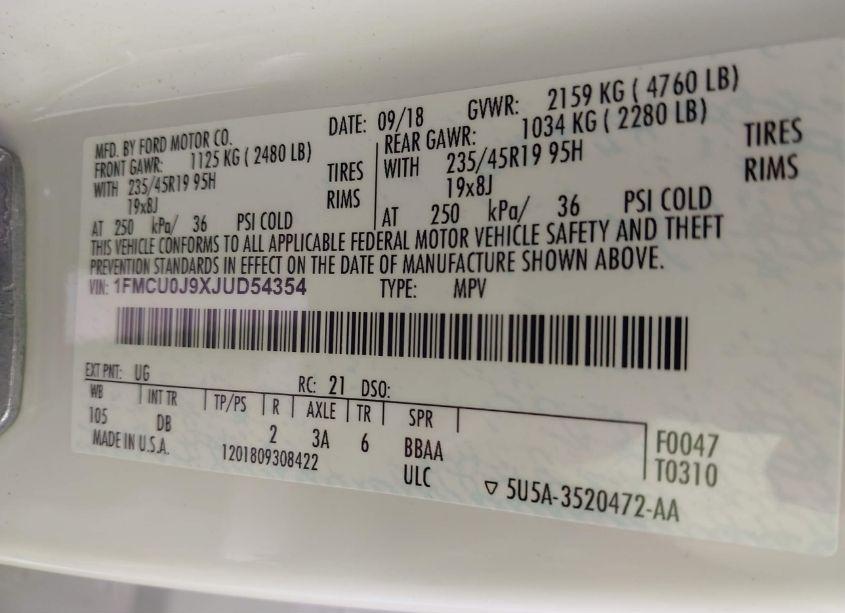 MFD. BY FORD MOTOR CO.
DATE: 09/18 GVWR: 2159 KG ( 4760 LB)
FRONT GAWR: 1125 KG ( 2480 LB)
WITH 235/45R19 95H TIRES
19x8J RIMS
AT 250 kPa/ 36 PSI COLD
REAR GAWR: 1034 KG ( 2280 LB)
WITH 235/45R19 95H TIRES
19x8J RIMS
AT 250 kPa/ 36 PSI COLD
THIS VEHICLE CONFORMS TO ALL APPLICABLE FEDERAL MOTOR VEHICLE SAFETY AND THEFT
PREVENTION STANDARDS IN EFFECT ON THE DATE OF MANUFACTURE SHOWN ABOVE.
VIN: 1FMCU0J9XJUD54354 TYPE: MPV
EXT PNT: UG RC: 21 DSO:
WB INT TR TP/PS R AXLE TR SPR
105 DB 2 3A 6 BBAA
F0047
MADE IN U.S.A. 1201809308422 ULC
T0310
▽ 5U5A-3520472-AA